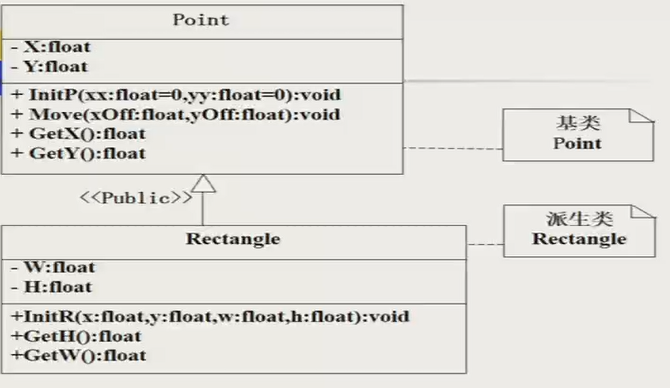 Point
- X:float
- Y:float
+ InitP(xx:float=0,yy:float=0):void
+ Move(xOff:float,yOff:float):void
+ GetX():float
+ GetY():float
基类
Point
<<Public>>
派生类
Rectangle
Rectangle
- W:float
- H:float
+InitR(x:float,y:float,w:float,h:float):void
+GetH():float
+GetW():float